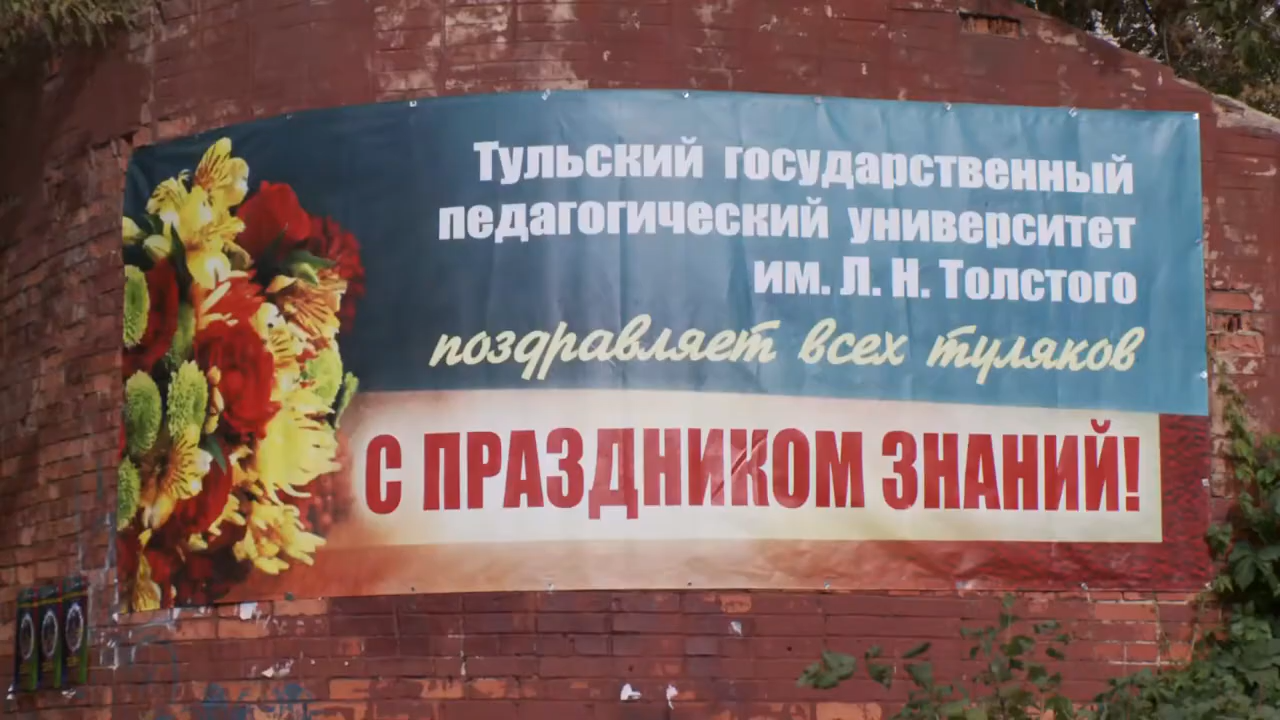 Тульский государственный
педагогический университет
им. Л. Н. Толстого
поздравляет всех туляков
С ПРАЗДНИКОМ ЗНАНИЙ!